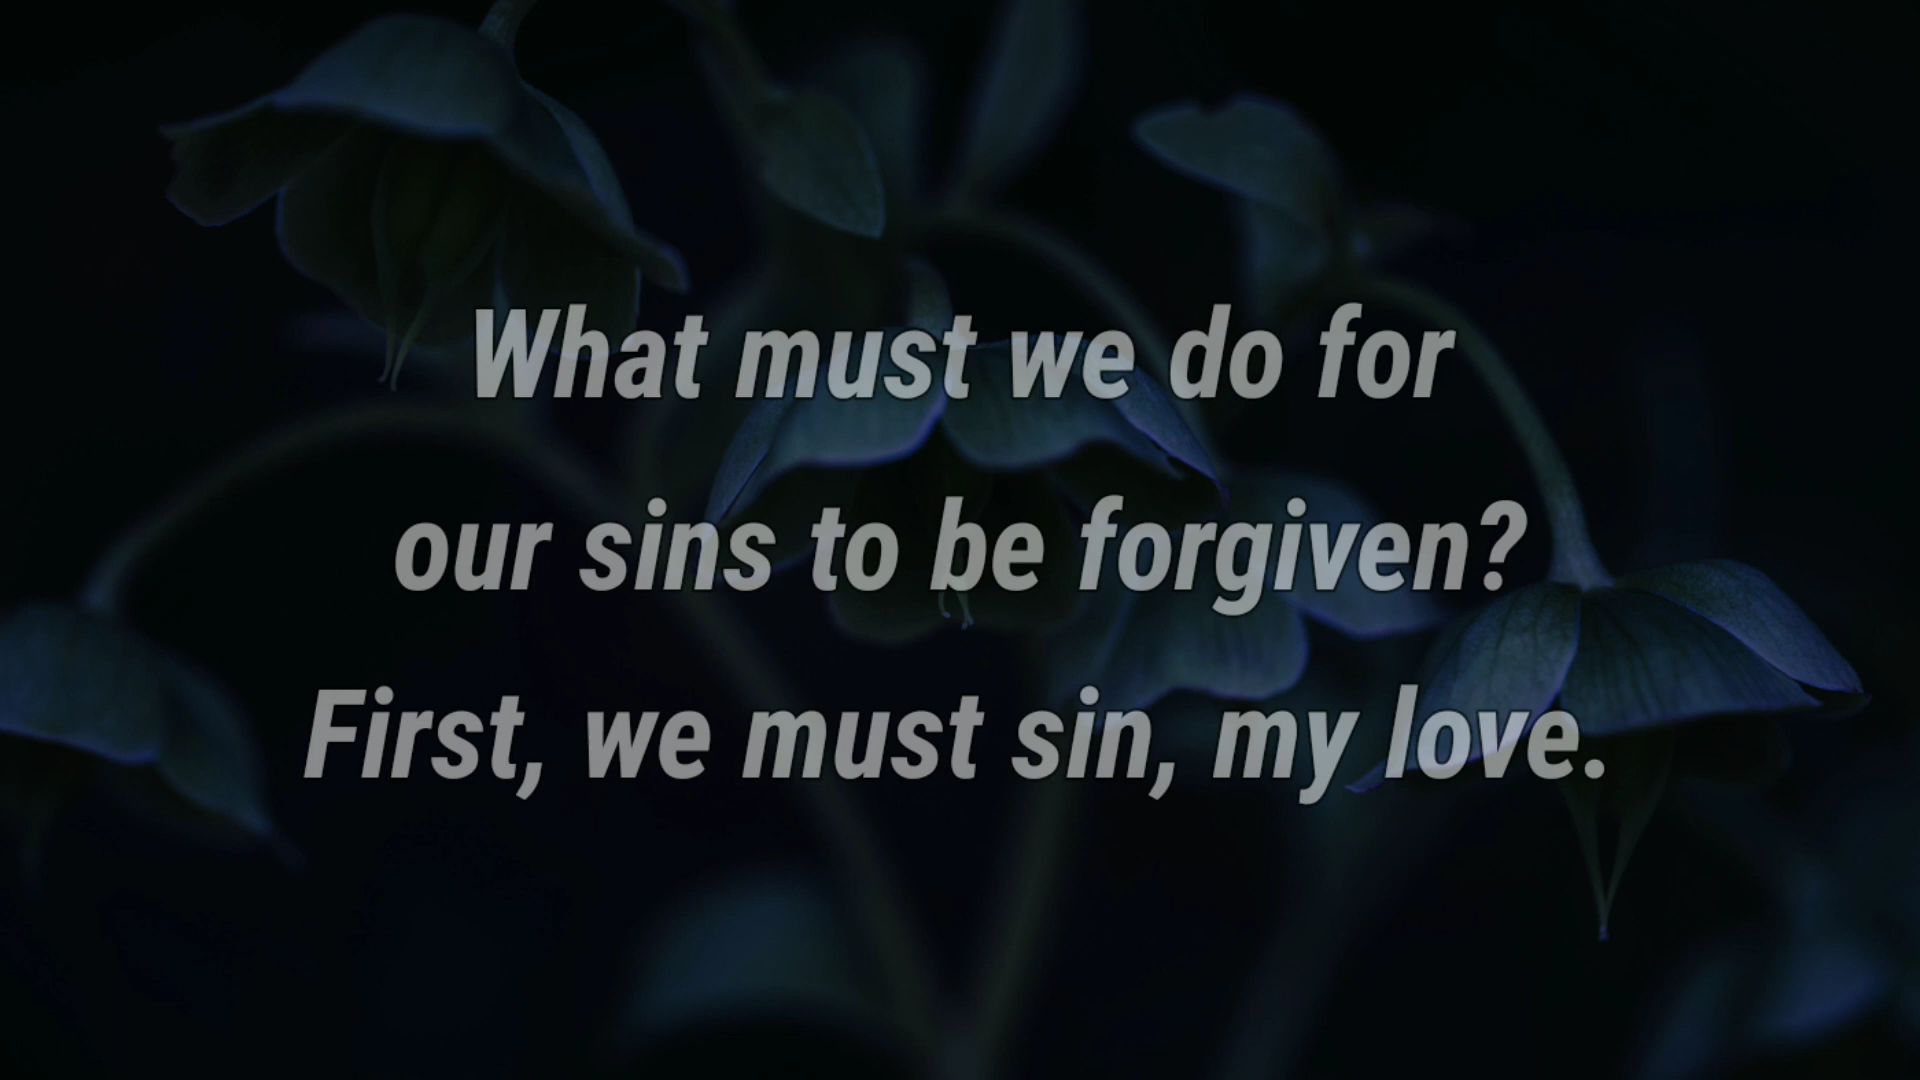 What must we do for
our sins to be forgiven?
First, we must sin, my love.